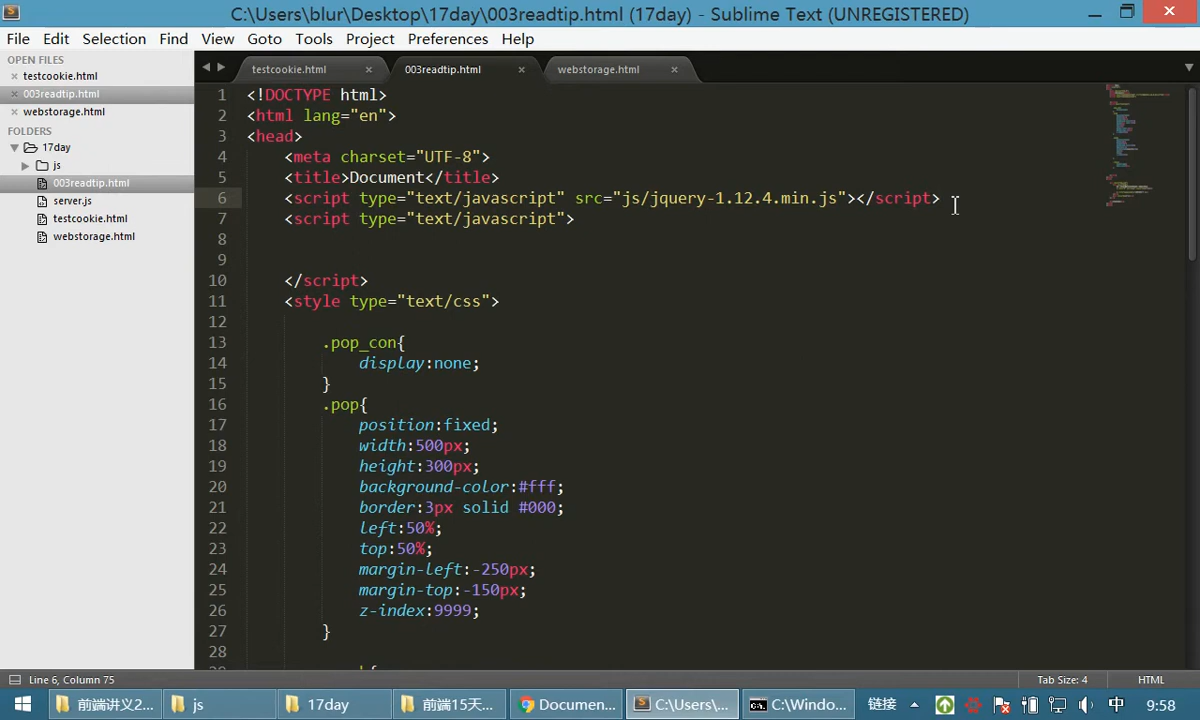 C:\Users\blur\Desktop\17day\003readtip.html (17day) - Sublime Text (UNREGISTERED)
File Edit Selection Find View Goto Tools Project Preferences Help
OPEN FILES
testcookie.html
003readtip.html
webstorage.html
FOLDERS
17day
js
003readtip.html
server.js
testcookie.html
webstorage.html
testcookie.html 003readtip.html webstorage.html
1 <!DOCTYPE html>
2 <html lang="en">
3 <head>
4 <meta charset="UTF-8">
5 <title>Document</title>
6 <script type="text/javascript" src="js/jquery-1.12.4.min.js"></script>
7 <script type="text/javascript">
8
9
10 </script>
11 <style type="text/css">
12
13 .pop_con{
14 display:none;
15 }
16 .pop{
17 position:fixed;
18 width:500px;
19 height:300px;
20 background-color:#fff;
21 border:3px solid #000;
22 left:50%;
23 top:50%;
24 margin-left:-250px;
25 margin-top:-150px;
26 z-index:9999;
27 }
28
Line 6, Column 75 Tab Size: 4 HTML
前端讲义2... js 17day 前端15天... Documen... C:\Users\... C:\Windo... 链接 中 9:58